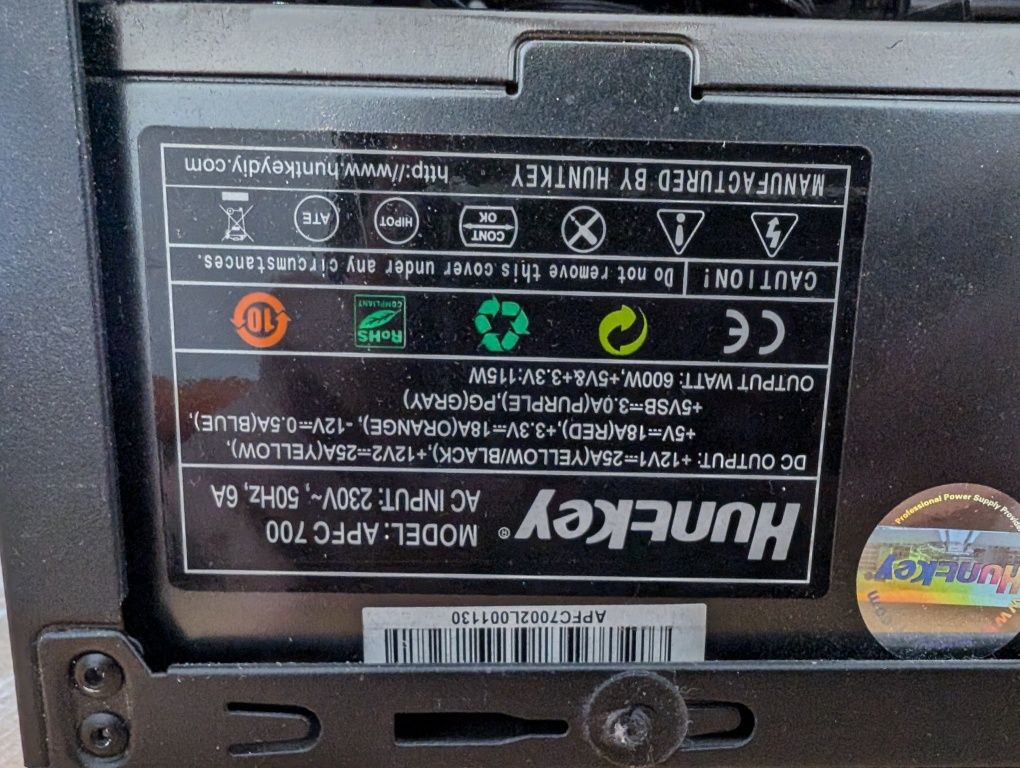 APFC7002L001130
Huntkey®
MODEL: APFC 700
AC INPUT: 230V~, 50Hz, 6A
DC OUTPUT: +12V1⎓25A(YELLOW/BLACK),+12V2⎓25A(YELLOW),
+5V⎓18A(RED),+3.3V⎓18A(ORANGE), -12V⎓0.5A(BLUE),
+5VSB⎓3.0A(PURPLE),PG(GRAY)
OUTPUT WATT: 600W,+5V&+3.3V:115W
CE
RoHS
COMPLIANT
10
CAUTION! Do not remove this cover under any circumstances.
CONT
OK
HIPOT
ATE
MANUFACTURED BY HUNTKEY http://www.huntkeydiy.com
Professional Power Supply
Huntkey